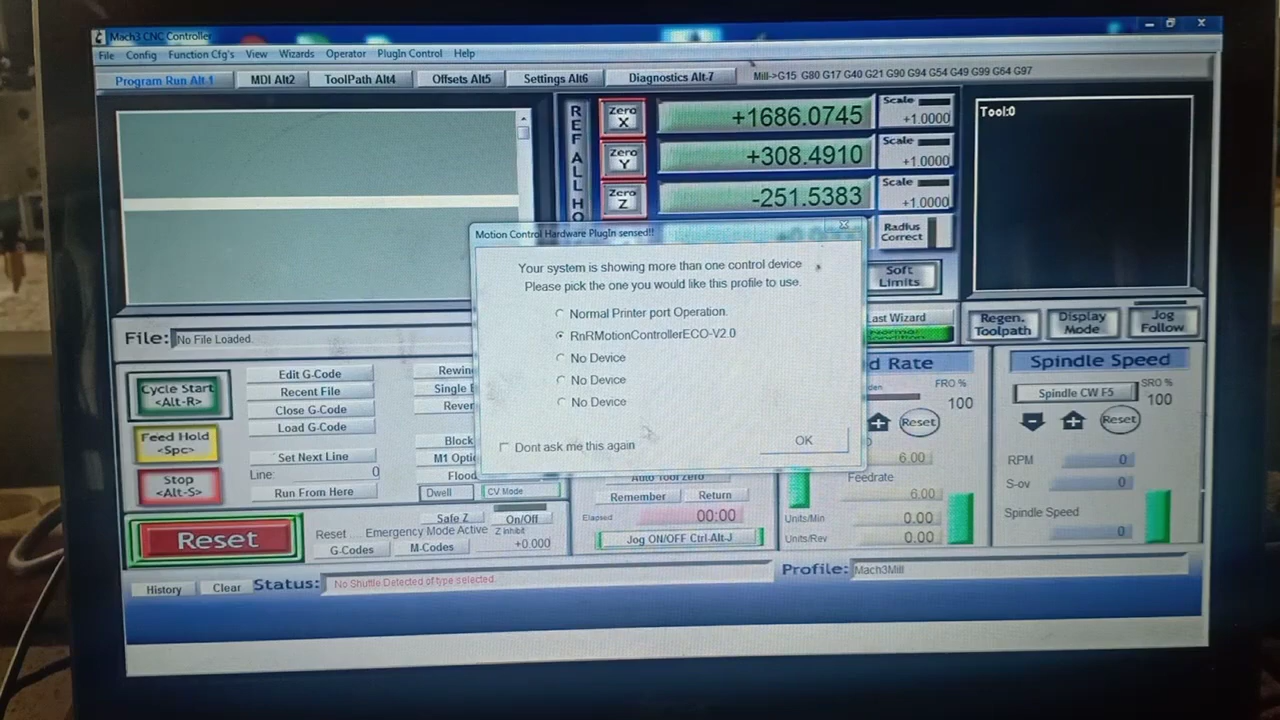 Mach3 CNC Controller
File Config Function Cfg's View Wizards Operator PlugIn Control Help
Program Run Alt-1 MDI Alt2 ToolPath Alt4 Offsets Alt5 Settings Alt6 Diagnostics Alt-7 Mill->G15 G80 G17 G40 G21 G90 G94 G54 G49 G99 G64 G97
REF ALL HO
Zero X +1686.0745 Scale +1.0000
Zero Y +308.4910 Scale +1.0000
Zero Z -251.5383 Scale +1.0000
Tool:0
Radius Correct
Soft Limits
Motion Control Hardware PlugIn sensed!!
Your system is showing more than one control device
Please pick the one you would like this profile to use.
Normal Printer port Operation.
RnRMotionControllerECO-V2.0
No Device
No Device
No Device
Dont ask me this again
OK
File: No File Loaded.
Last Wizard
Regen. Toolpath
Display Mode
Jog Follow
Cycle Start <Alt-R>
Feed Hold <Spc>
Stop <Alt-S>
Edit G-Code
Recent File
Close G-Code
Load G-Code
Set Next Line
Line: 0
Run From Here
Rewin
Single
Rever
Block
M1 Opti
Flood
Dwell CV Mode
d Rate
FRO %
100
Reset
6.00
Feedrate
6.00
Units/Min 0.00
Units/Rev 0.00
Spindle Speed
Spindle CW F5
SRO %
100
Reset
RPM 0
S-ov 0
Spindle Speed
0
Auto Tool Zero
Remember Return
Elapsed 00:00
Jog ON/OFF Ctrl-Alt-J
Reset
Reset Emergency Mode Active
G-Codes M-Codes
Safe Z On/Off
Z Inhibit
+0.000
History Clear Status: No Shuttle Detected of type selected.
Profile: Mach3Mill